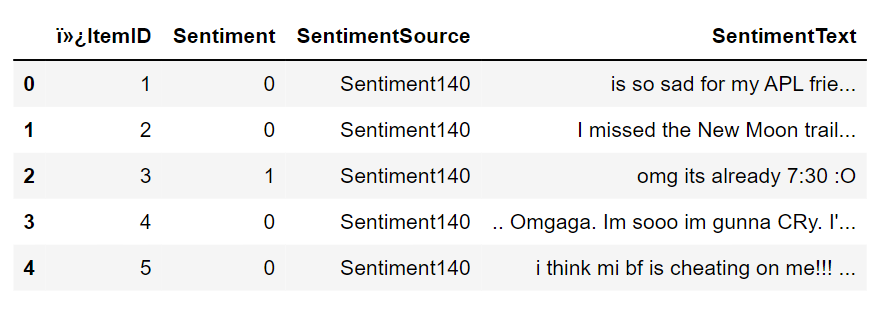 ï»¿ItemID Sentiment SentimentSource SentimentText
0 1 0 Sentiment140 is so sad for my APL frie...
1 2 0 Sentiment140 I missed the New Moon trail...
2 3 1 Sentiment140 omg its already 7:30 :O
3 4 0 Sentiment140 .. Omgaga. Im sooo im gunna CRy. I'...
4 5 0 Sentiment140 i think mi bf is cheating on me!!! ...